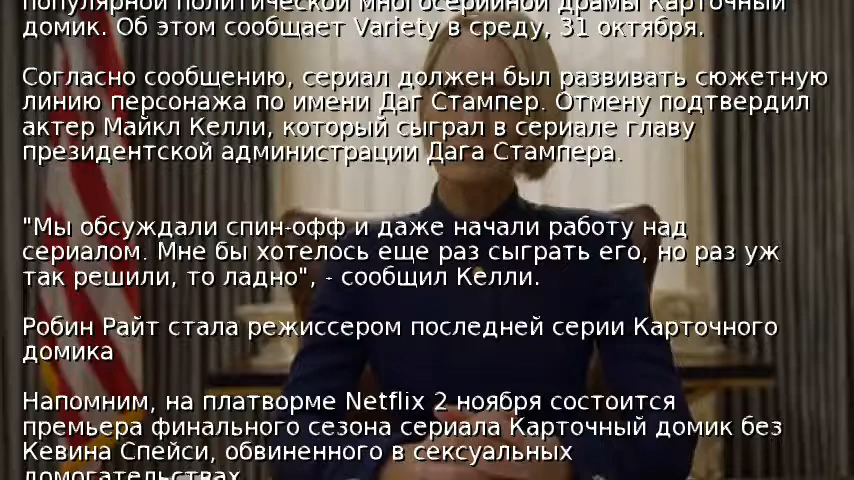 популярной политической многосерийной драмы Карточный
домик. Об этом сообщает Variety в среду, 31 октября.
Согласно сообщению, сериал должен был развивать сюжетную
линию персонажа по имени Даг Стампер. Отмену подтвердил
актер Майкл Келли, который сыграл в сериале главу
президентской администрации Дага Стампера.
"Мы обсуждали спин-офф и даже начали работу над
сериалом. Мне бы хотелось еще раз сыграть его, но раз уж
так решили, то ладно", - сообщил Келли.
Робин Райт стала режиссером последней серии Карточного
домика
Напомним, на платворме Netflix 2 ноября состоится
премьера финального сезона сериала Карточный домик без
Кевина Спейси, обвиненного в сексуальных
домогательствах